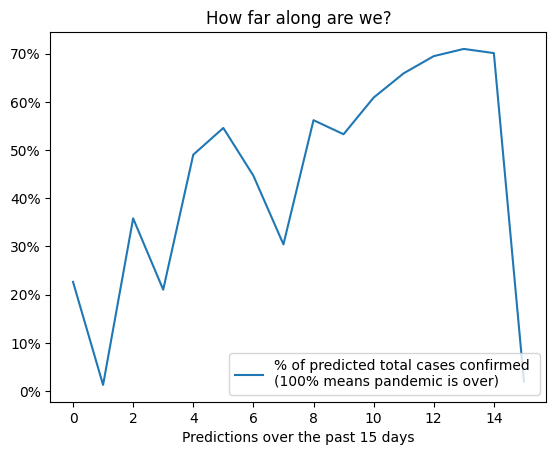 How far along are we?
70%
60%
50%
40%
30%
20%
10%
0%
% of predicted total cases confirmed
(100% means pandemic is over)
0 2 4 6 8 10 12 14
Predictions over the past 15 days